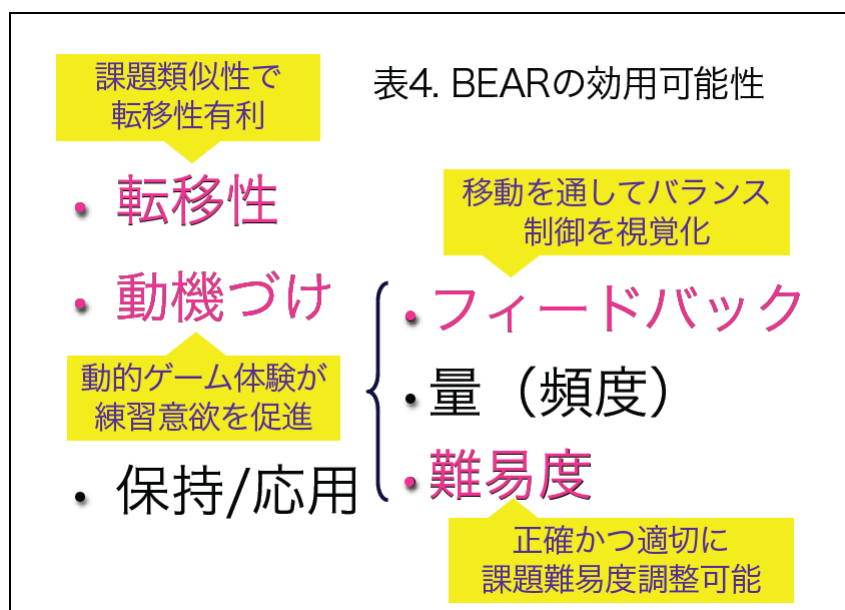 表4. BEARの効用可能性
課題類似性で
転移性有利
• 転移性
• 動機づけ
動的ゲーム体験が
練習意欲を促進
• 保持/応用
移動を通してバランス
制御を視覚化
• フィードバック
• 量（頻度）
• 難易度
正確かつ適切に
課題難易度調整可能